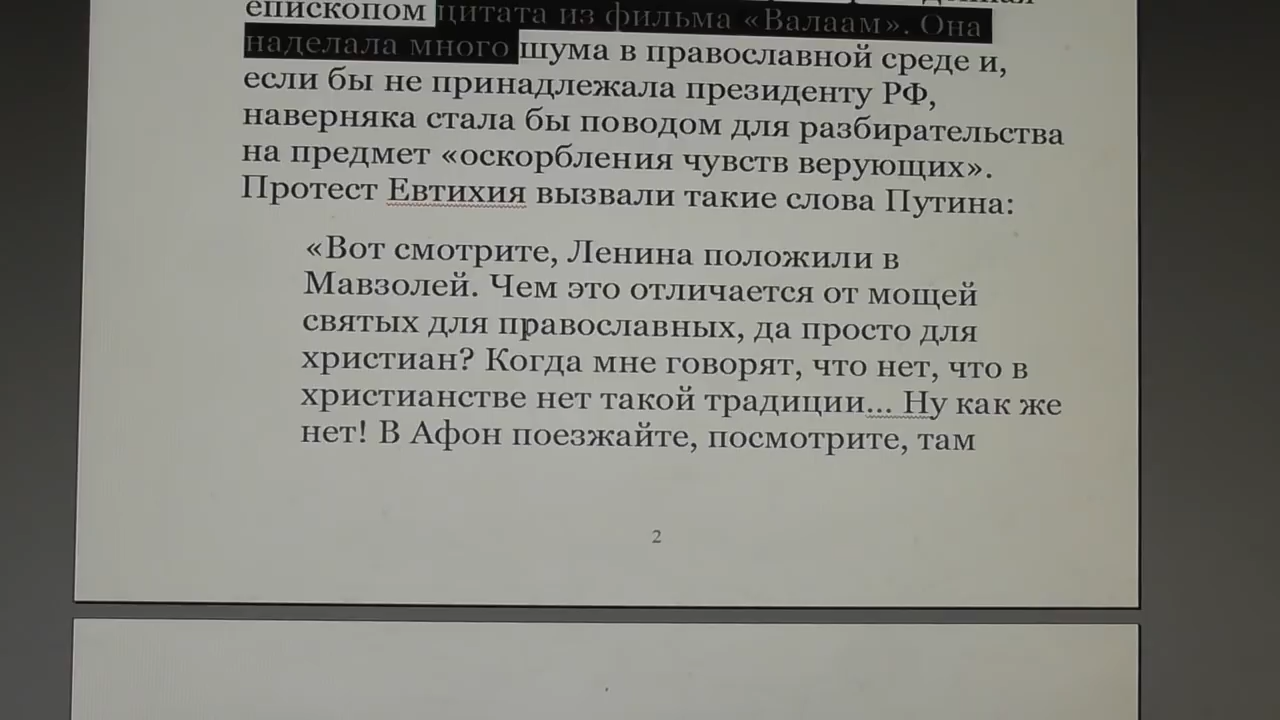 епископом цитата из фильма «Валаам». Она
наделала много шума в православной среде и,
если бы не принадлежала президенту РФ,
наверняка стала бы поводом для разбирательства
на предмет «оскорбления чувств верующих».
Протест Евтихия вызвали такие слова Путина:
«Вот смотрите, Ленина положили в
Мавзолей. Чем это отличается от мощей
святых для православных, да просто для
христиан? Когда мне говорят, что нет, что в
христианстве нет такой традиции... Ну как же
нет! В Афон поезжайте, посмотрите, там
2